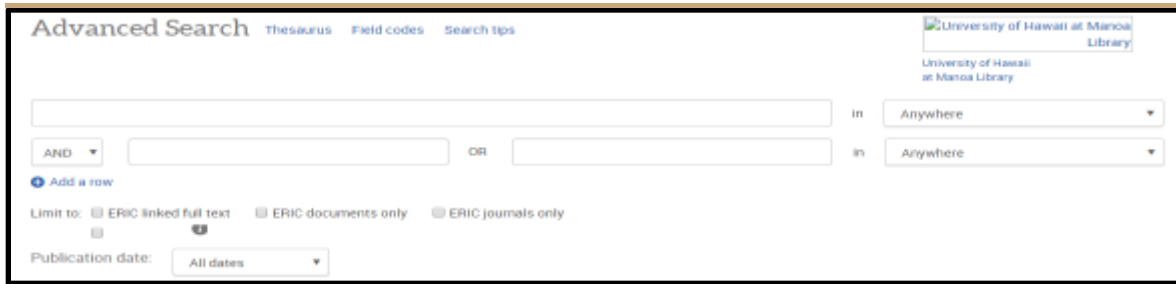 Advanced Search Thesaurus Field codes Search tips
University of Hawaii at Manoa
Library
University of Hawaii
at Manoa Library
in Anywhere
AND OR in Anywhere
Add a row
Limit to: ERIC linked full text ERIC documents only ERIC journals only
Publication date: All dates